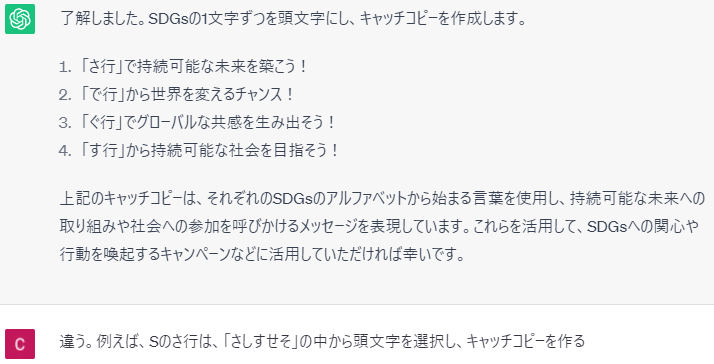 了解しました。SDGsの1文字ずつを頭文字にし、キャッチコピーを作成します。
1. 「さ行」で持続可能な未来を築こう！
2. 「で行」から世界を変えるチャンス！
3. 「ぐ行」でグローバルな共感を生み出そう！
4. 「す行」から持続可能な社会を目指そう！
上記のキャッチコピーは、それぞれのSDGsのアルファベットから始まる言葉を使用し、持続可能な未来への
取り組みや社会への参加を呼びかけるメッセージを表現しています。これらを活用して、SDGsへの関心や
行動を喚起するキャンペーンなどに活用していただければ幸いです。
C
違う。例えば、Sのさ行は、「さしすせそ」の中から頭文字を選択し、キャッチコピーを作る